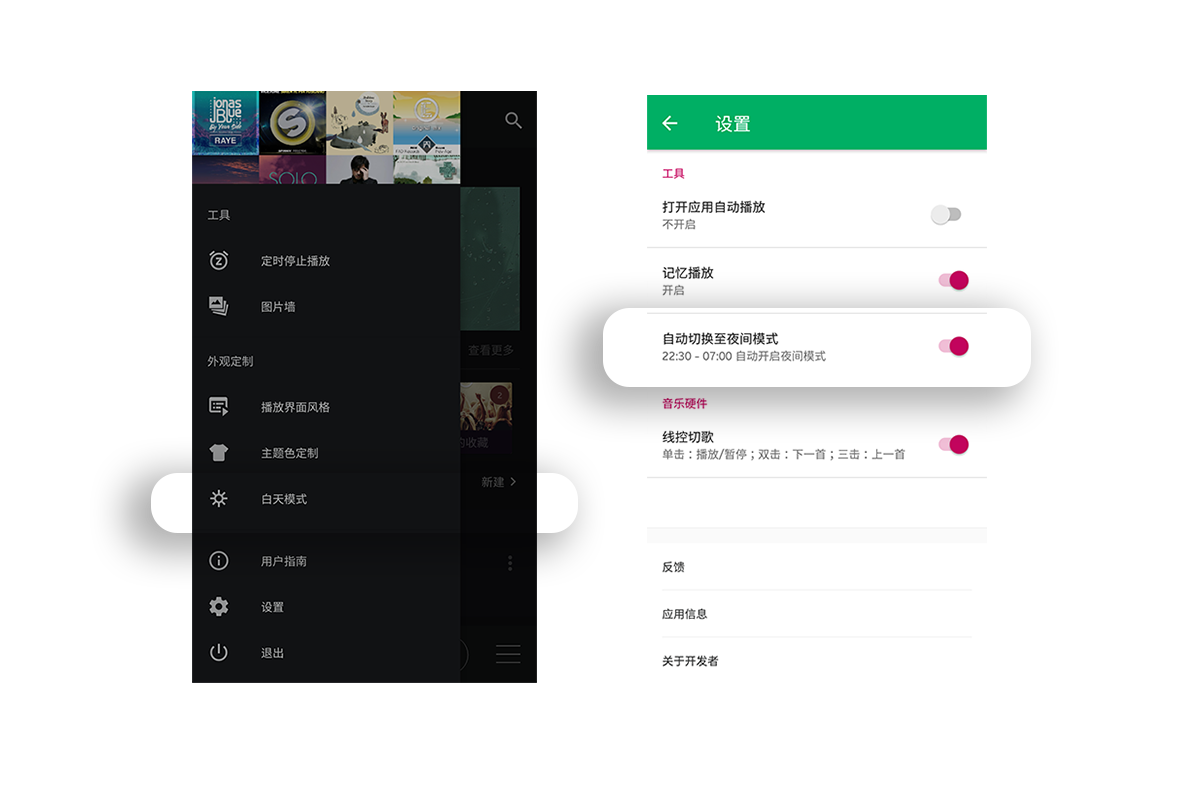 jonas
BLUE
By Your Side
RAYE
S
SOLO
工具
定时停止播放
图片墙
外观定制
播放界面风格
主题色定制
白天模式
用户指南
设置
退出
查看更多
2
的收藏
新建
设置
工具
打开应用自动播放
不开启
记忆播放
开启
自动切换至夜间模式
22:30 - 07:00 自动开启夜间模式
音乐硬件
线控切歌
单击：播放/暂停；双击：下一首；三击：上一首
反馈
应用信息
关于开发者